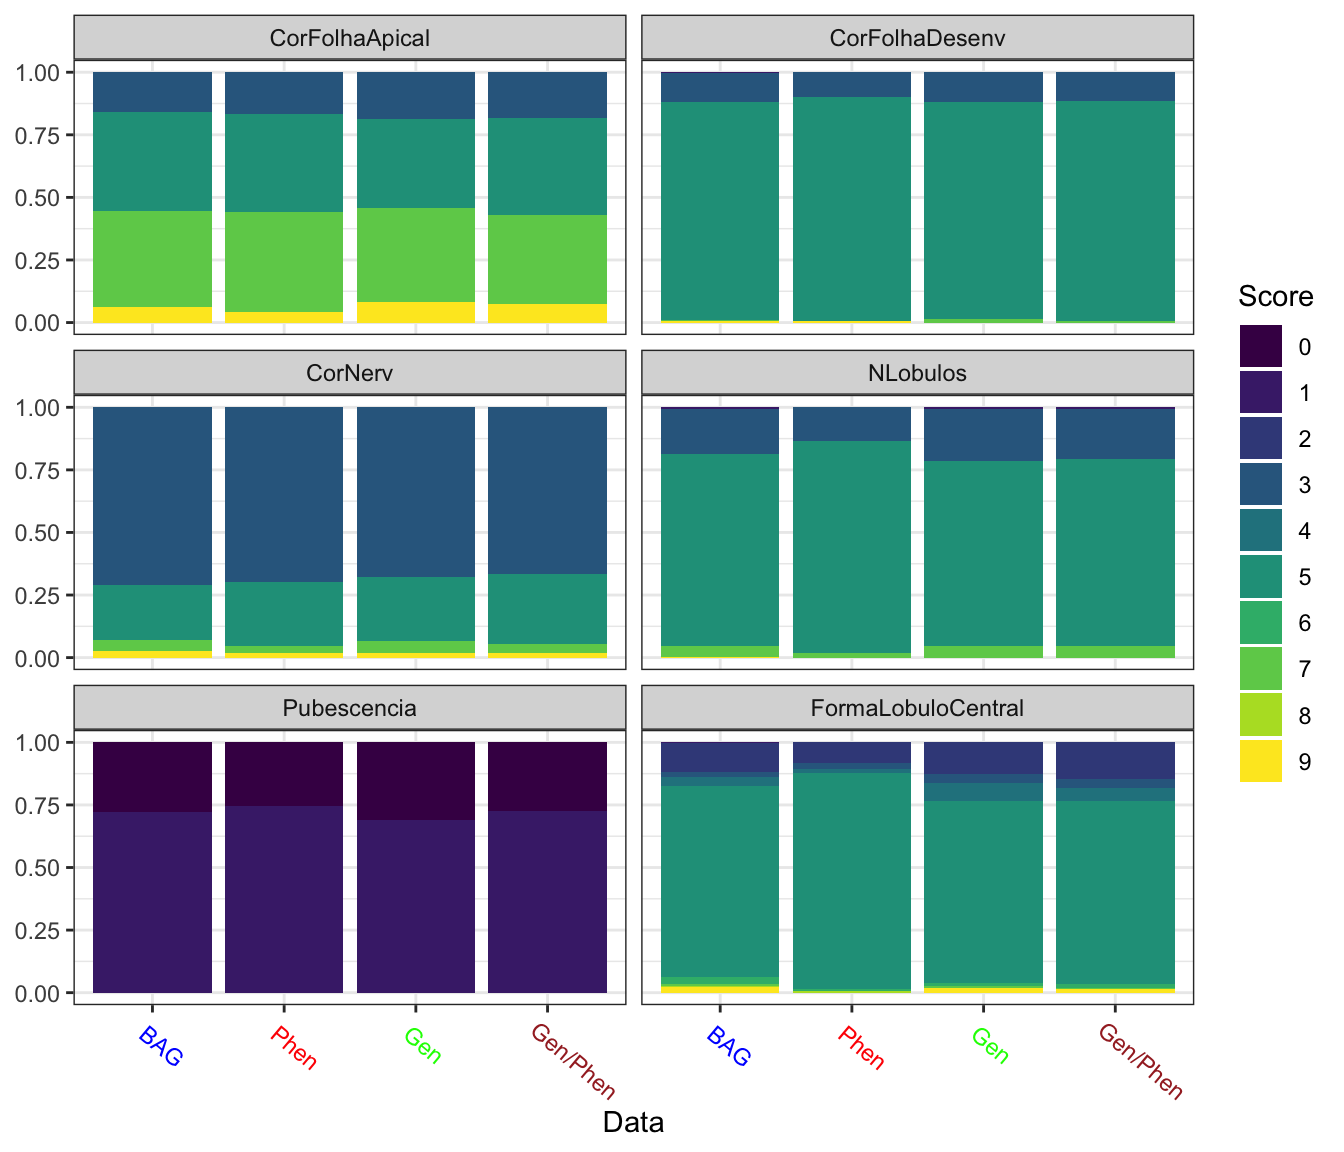 CorFolhaApical
CorFolhaDesenv
1.00
0.75
0.50
0.25
0.00
CorNerv
NLobulos
1.00
0.75
0.50
0.25
0.00
Pubescencia
FormaLobuloCentral
1.00
0.75
0.50
0.25
0.00
BAG
Phen
Gen
Gen/Phen
BAG
Phen
Gen
Gen/Phen
Data
Score
0
1
2
3
4
5
6
7
8
9